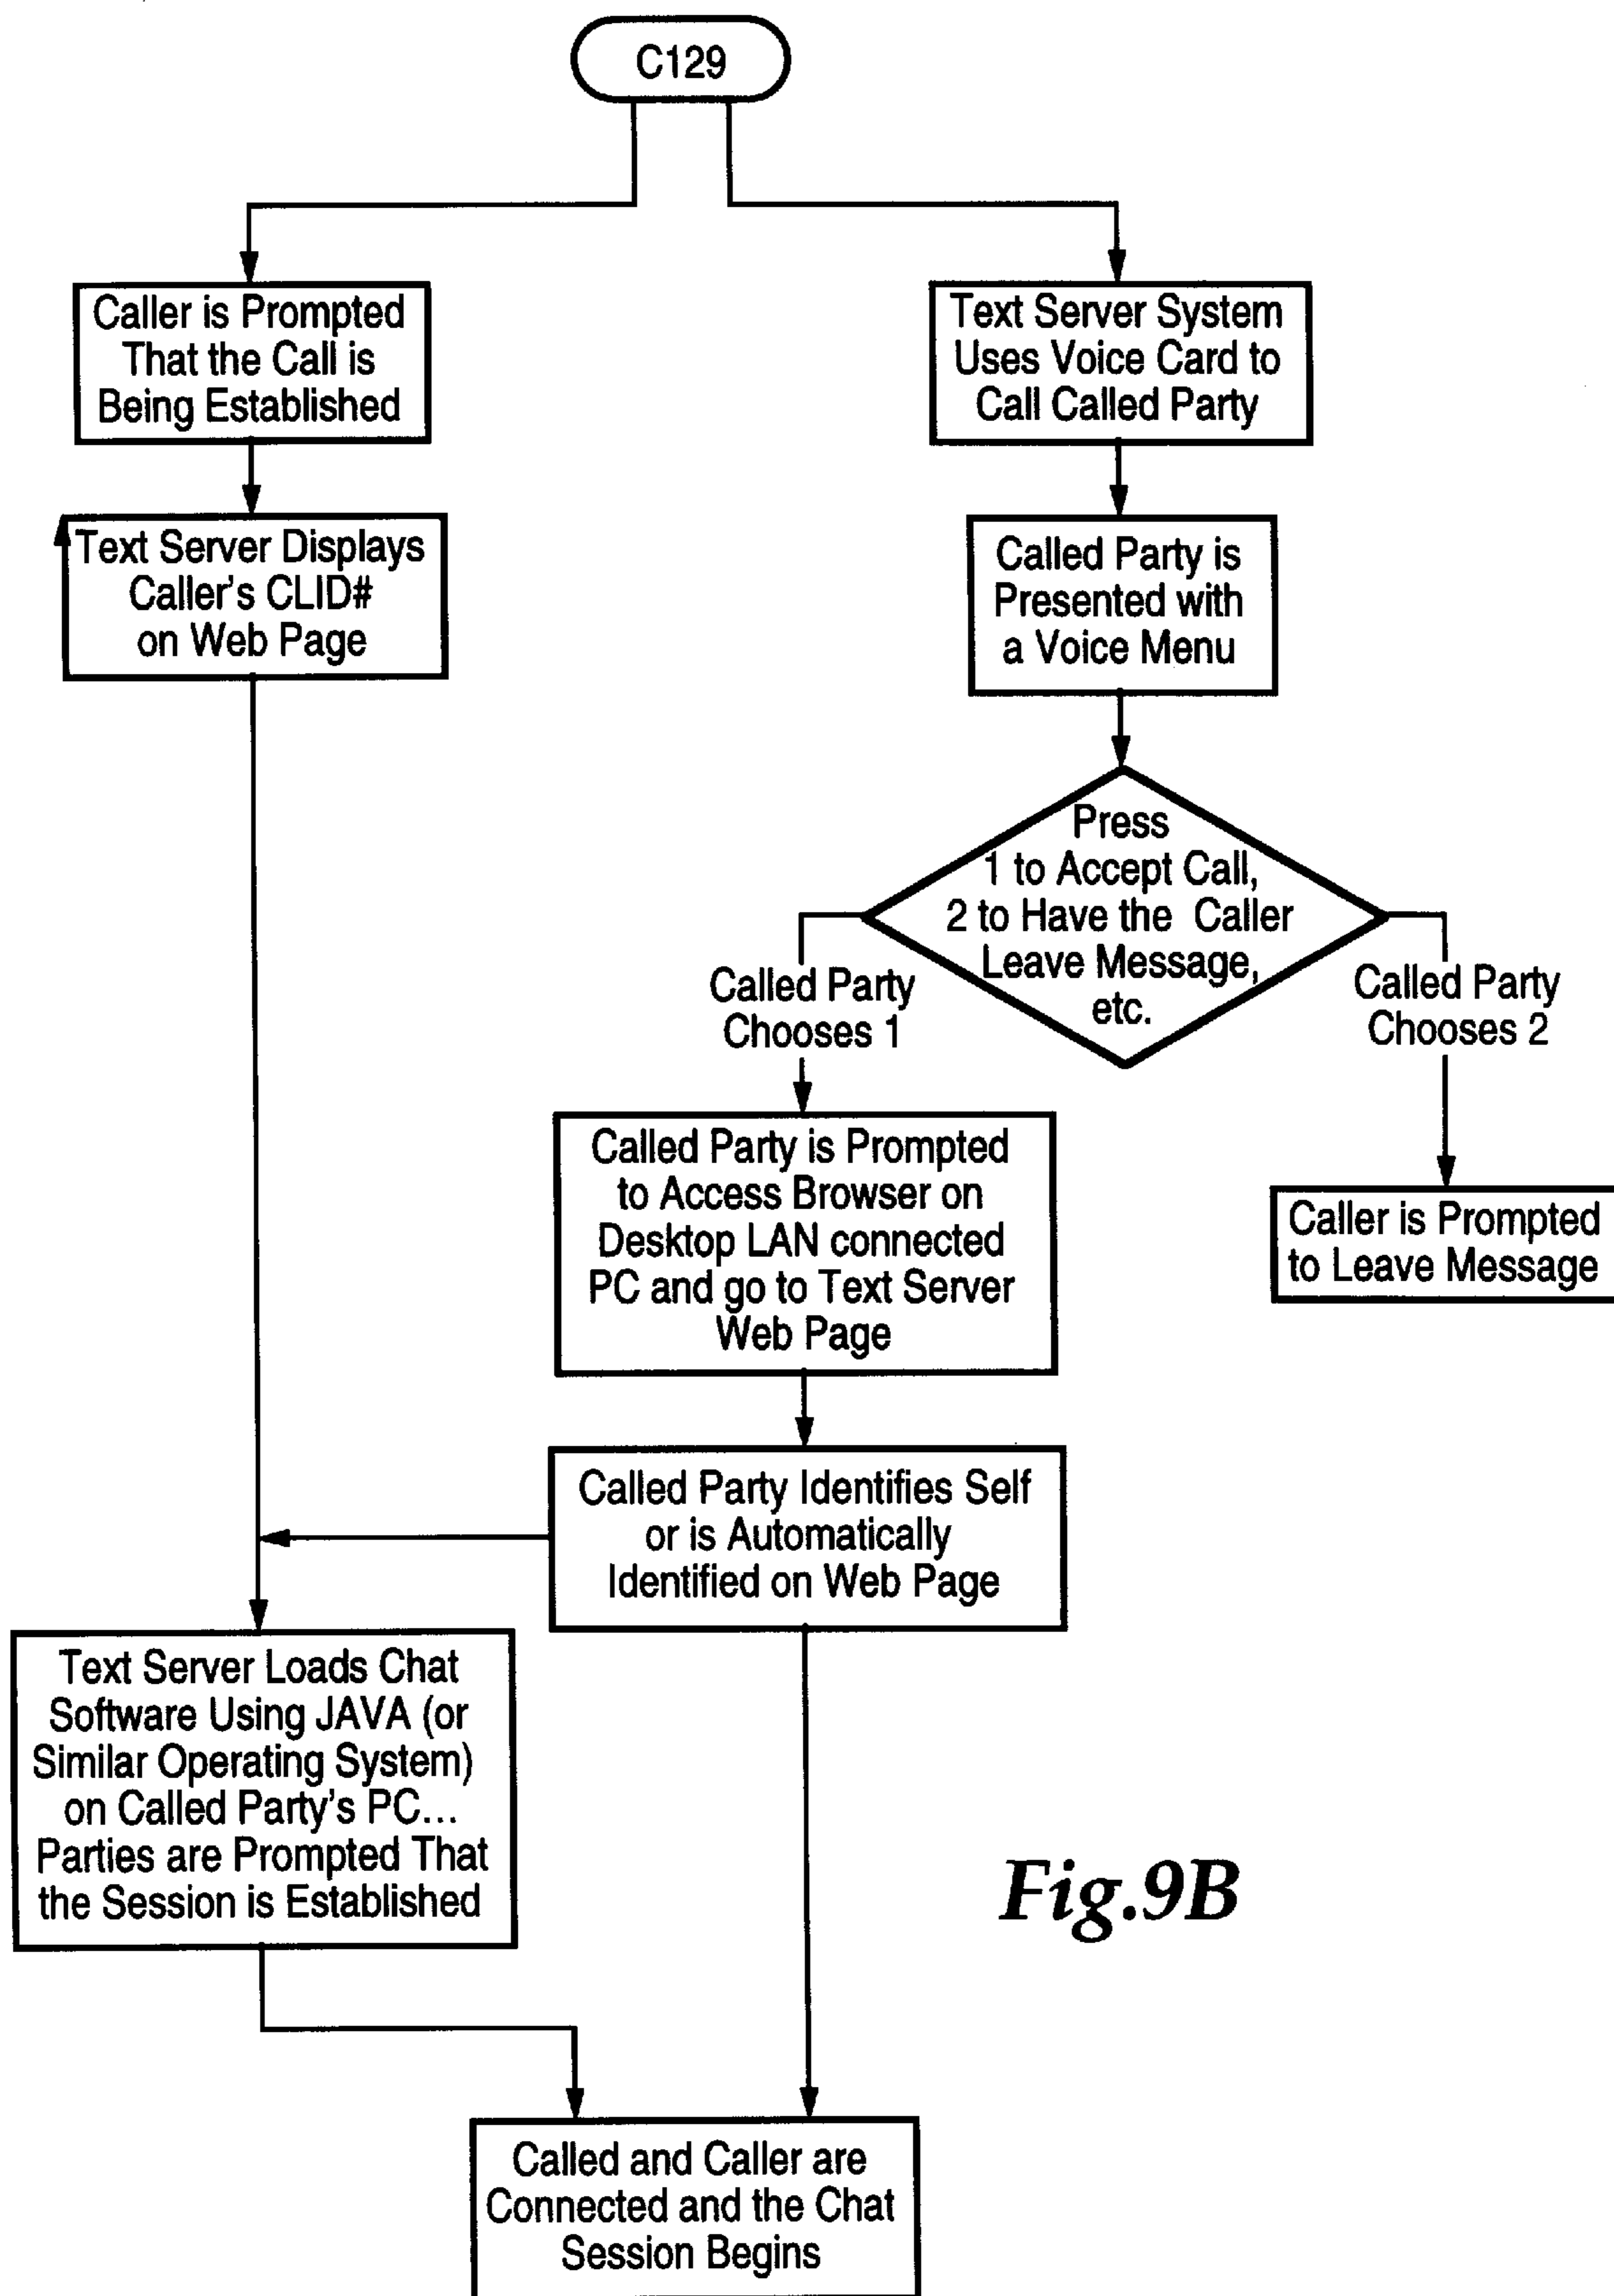 C129
Caller is Prompted
That the Call is
Being Established
Text Server System
Uses Voice Card to
Call Called Party
Text Server Displays
Caller's CLID#
on Web Page
Called Party is
Presented with
a Voice Menu
Press
1 to Accept Call,
2 to Have the Caller
Leave Message,
etc.
Called Party
Chooses 1
Called Party
Chooses 2
Called Party is Prompted
to Access Browser on
Desktop LAN connected
PC and go to Text Server
Web Page
Caller is Prompted
to Leave Message
Called Party Identifies Self
or is Automatically
Identified on Web Page
Text Server Loads Chat
Software Using JAVA (or
Similar Operating System)
on Called Party's PC...
Parties are Prompted That
the Session is Established
Fig.9B
Called and Caller are
Connected and the Chat
Session Begins